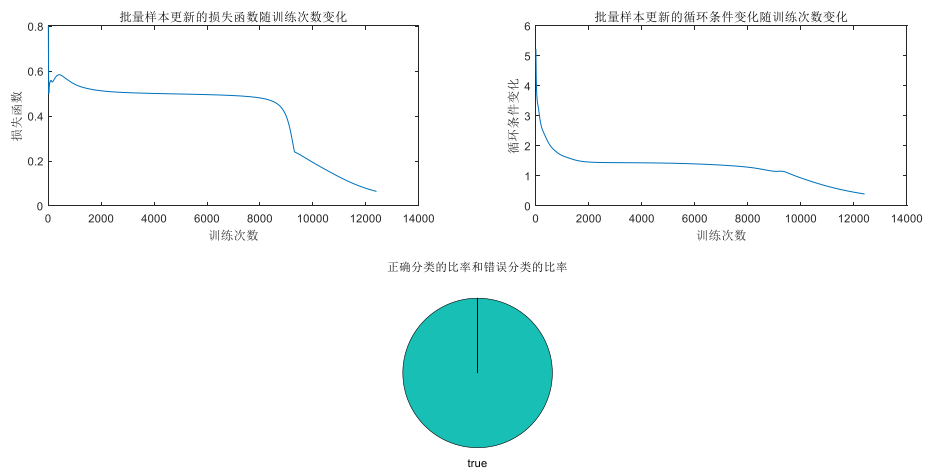 批量样本更新的损失函数随训练次数变化
0.8
0.6
0.4
0.2
0
损失函数
0 2000 4000 6000 8000 10000 12000 14000
训练次数
批量样本更新的循环条件变化随训练次数变化
6
5
4
3
2
1
0
循环条件变化
0 2000 4000 6000 8000 10000 12000 14000
训练次数
正确分类的比率和错误分类的比率
true